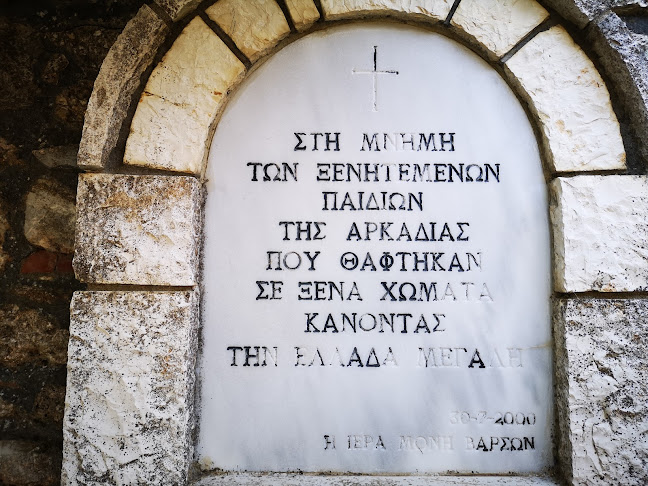 ΣΤΗ ΜΝΗΜΗ
ΤΩΝ ΞΕΝΗΤΕΜΕΝΩΝ
ΠΑΙΔΙΩΝ
ΤΗΣ ΑΡΚΑΔΙΑΣ
ΠΟΥ ΘΑΦΤΗΚΑΝ
ΣΕ ΞΕΝΑ ΧΩΜΑΤΑ
ΚΑΝΟΝΤΑΣ
ΤΗΝ ΕΛΛΑΔΑ ΜΕΓΑΛΗ
30-7-2000
Η ΙΕΡΑ ΜΟΝΗ ΒΑΡΣΩΝ